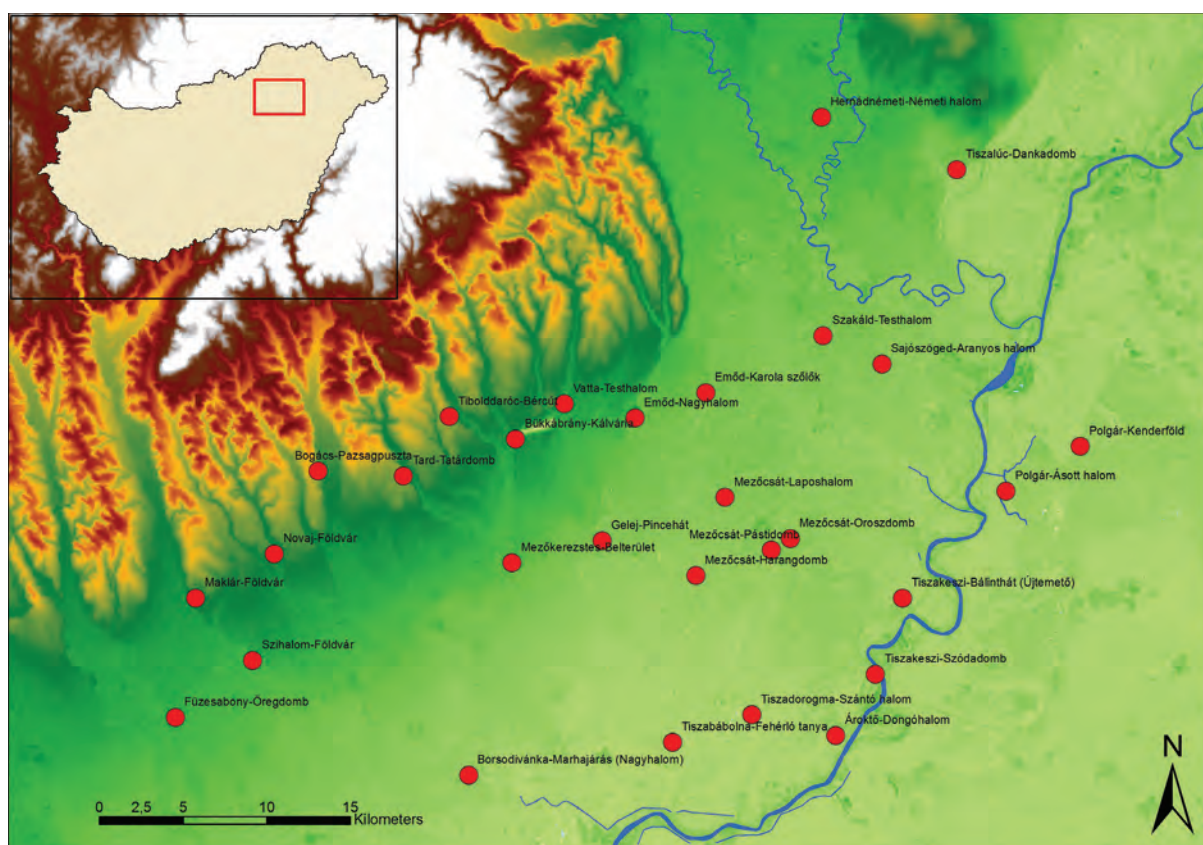 Hernádnémeti-Németi halom
Tiszalúc-Dankadomb
Szakáld-Testhalom
Sajószöged-Aranyos halom
Emőd-Karola szőlők
Vatta-Testhalom
Tibolddaróc-Bércút
Emőd-Nagyhalom
Bükkábrány-Kálvária
Polgár-Kenderföld
Bogács-Pazsagpuszta
Tard-Tatárdomb
Polgár-Ásott halom
Mezőcsát-Laposhalom
Mezőcsát-Oroszdomb
Gelej-Pincehát
Mezőcsát-Pástidomb
Novaj-Földvár
Mezőkerezstes-Belterület
Mezőcsát-Harangdomb
Maklár-Földvár
Tiszakeszi-Bálinthát (Újtemető)
Szihalom-Földvár
Tiszakeszi-Szódadomb
Füzesabony-Öregdomb
Tiszadorogma-Szántó halom
Tiszabábolna-Fehérló tanya
Ároktő-Dongóhalom
Borsodivánka-Marhajárás (Nagyhalom)
N
0 2,5 5 10 15
Kilometers